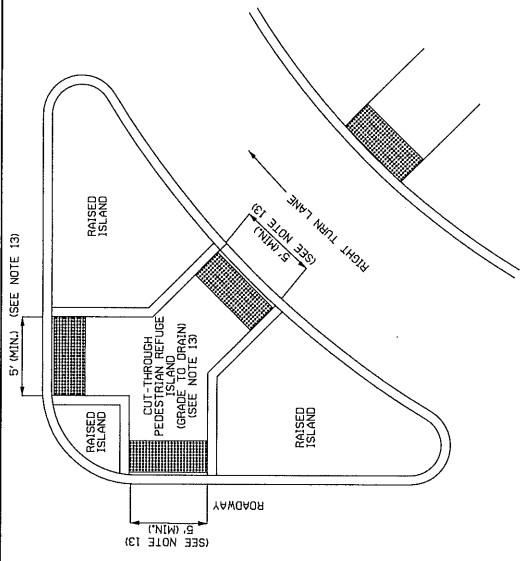 5' (MIN.) (SEE NOTE 13)
RAISED
ISLAND
RAISED
ISLAND
CUT-THROUGH
PEDESTRIAN REFUGE
ISLAND
(GRADE TO DRAIN)
(SEE NOTE 13)
5' (MIN.)
(SEE NOTE 13)
RIGHT TURN LANE
RAISED
ISLAND
ROADWAY
5' (MIN.)
(SEE NOTE 13)